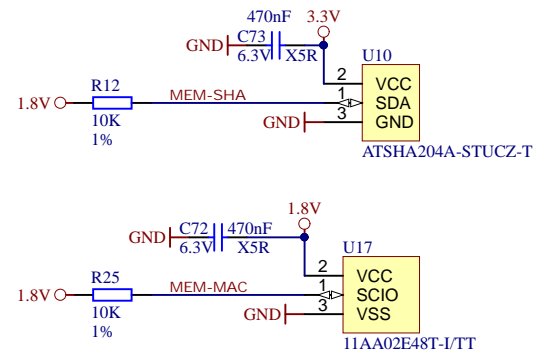 470nF
3.3V
GND
C73
6.3V
X5R
U10
2
VCC
R12
1.8V
MEM-SHA
1
SDA
10K
GND
3
GND
1%
ATSHA204A-STUCZ-T
1.8V
C72
470nF
GND
6.3V
X5R
U17
2
VCC
R25
1.8V
MEM-MAC
1
SCIO
10K
GND
3
VSS
1%
11AA02E48T-I/TT